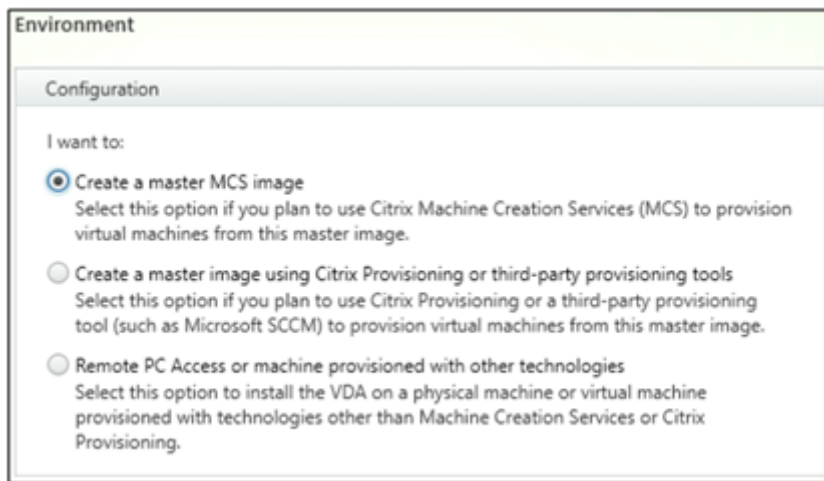 Environment
Configuration
I want to:
Create a master MCS image
Select this option if you plan to use Citrix Machine Creation Services (MCS) to provision
virtual machines from this master image.
Create a master image using Citrix Provisioning or third-party provisioning tools
Select this option if you plan to use Citrix Provisioning or a third-party provisioning
tool (such as Microsoft SCCM) to provision virtual machines from this master image.
Remote PC Access or machine provisioned with other technologies
Select this option to install the VDA on a physical machine or virtual machine
provisioned with technologies other than Machine Creation Services or Citrix
Provisioning.